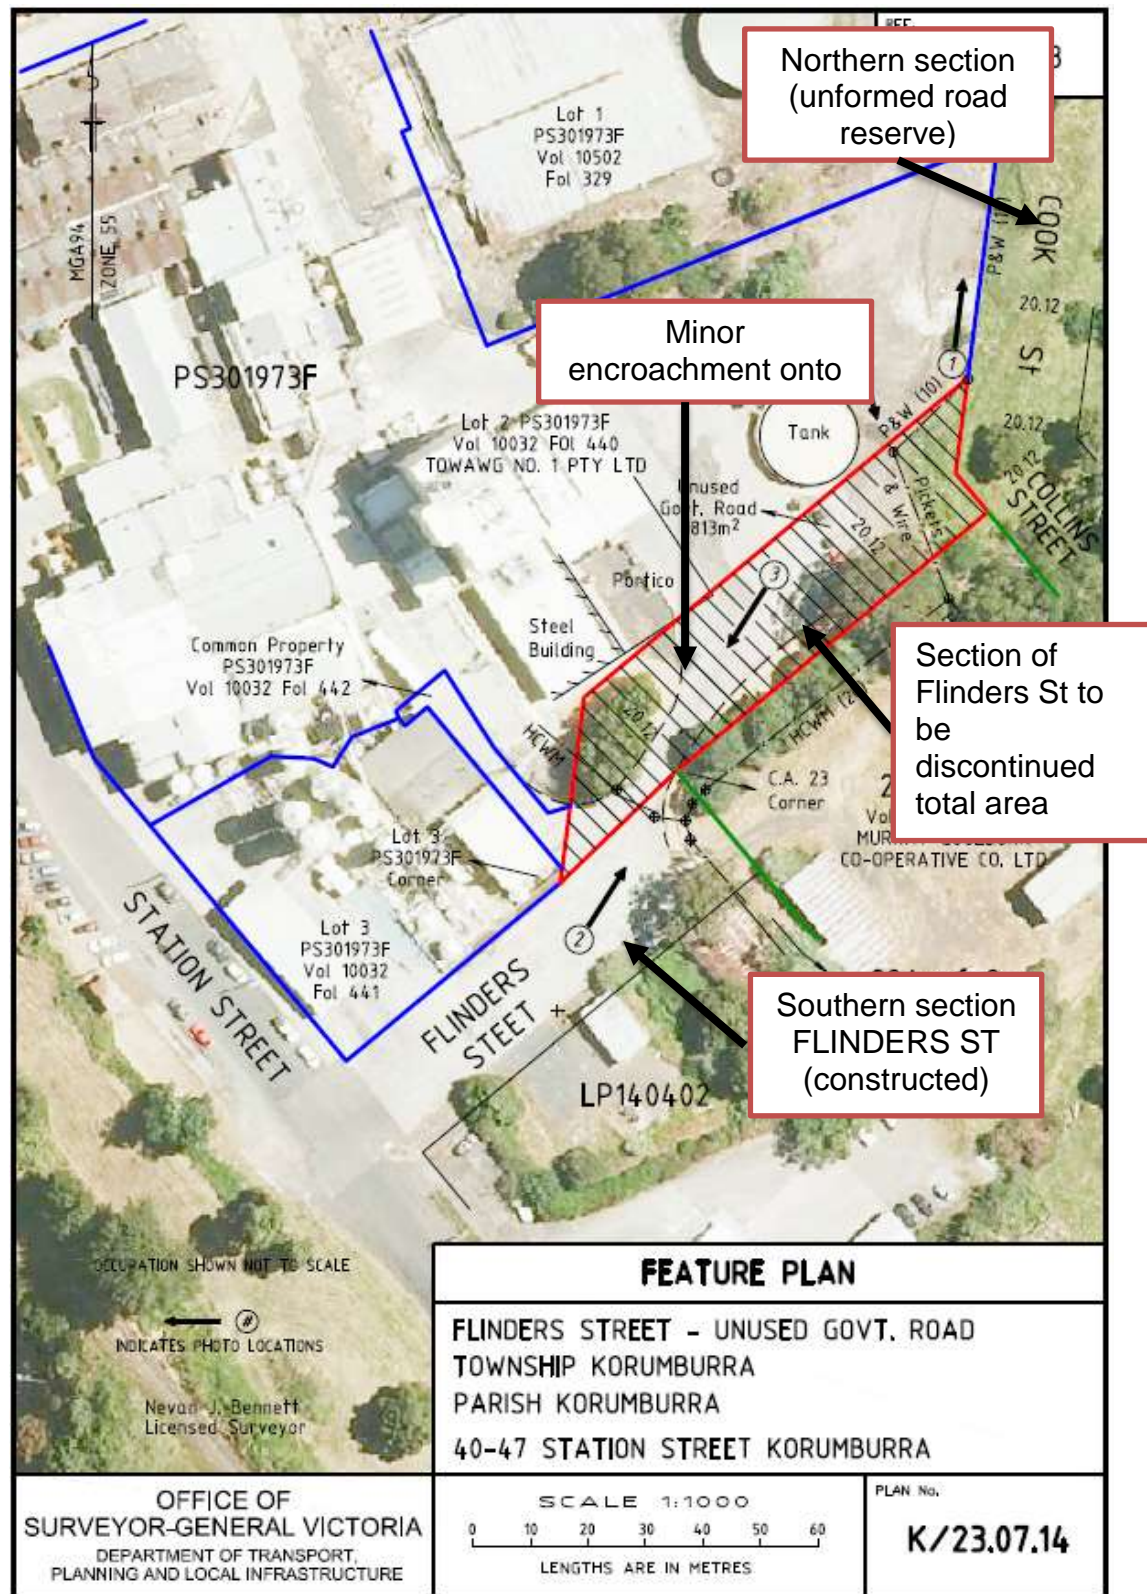 REF.
Northern section
(unformed road
reserve)
Lot 1
PS301973F
Vol 10502
Fol 329
MGA94
ZONE 55
P&W (11)
COOK
St
20.12
20.12
20.12
COLLINS
STREET
Minor
encroachment onto
PS301973F
1
P&W (10)
Tank
Lot 2 PS301973F
Vol 10032 FOL 440
TOWAWG NO. 1 PTY LTD
Unused
Govt. Road
813m²
Pickets
& Wire
20.12
3
Portico
Steel
Building
Common Property
PS301973F
Vol 10032 Fol 442
HCWM
20.12
HCWM
Section of
Flinders St to
be
discontinued
total area
C.A. 23
Corner
CO-OPERATIVE CO. LTD
Lot 3
PS301973F
Corner
Lot 3
PS301973F
Vol 10032
Fol 441
STATION STREET
2
FLINDERS
STEET
Southern section
FLINDERS ST
(constructed)
LP140402
OCCUPATION SHOWN NOT TO SCALE
#
INDICATES PHOTO LOCATIONS
Nevan J. Bennett
Licensed Surveyor
FEATURE PLAN
FLINDERS STREET - UNUSED GOVT. ROAD
TOWNSHIP KORUMBURRA
PARISH KORUMBURRA
40-47 STATION STREET KORUMBURRA
OFFICE OF
SURVEYOR-GENERAL VICTORIA
DEPARTMENT OF TRANSPORT,
PLANNING AND LOCAL INFRASTRUCTURE
SCALE 1:1000
0 10 20 30 40 50 60
LENGTHS ARE IN METRES
PLAN No.
K/23.07.14